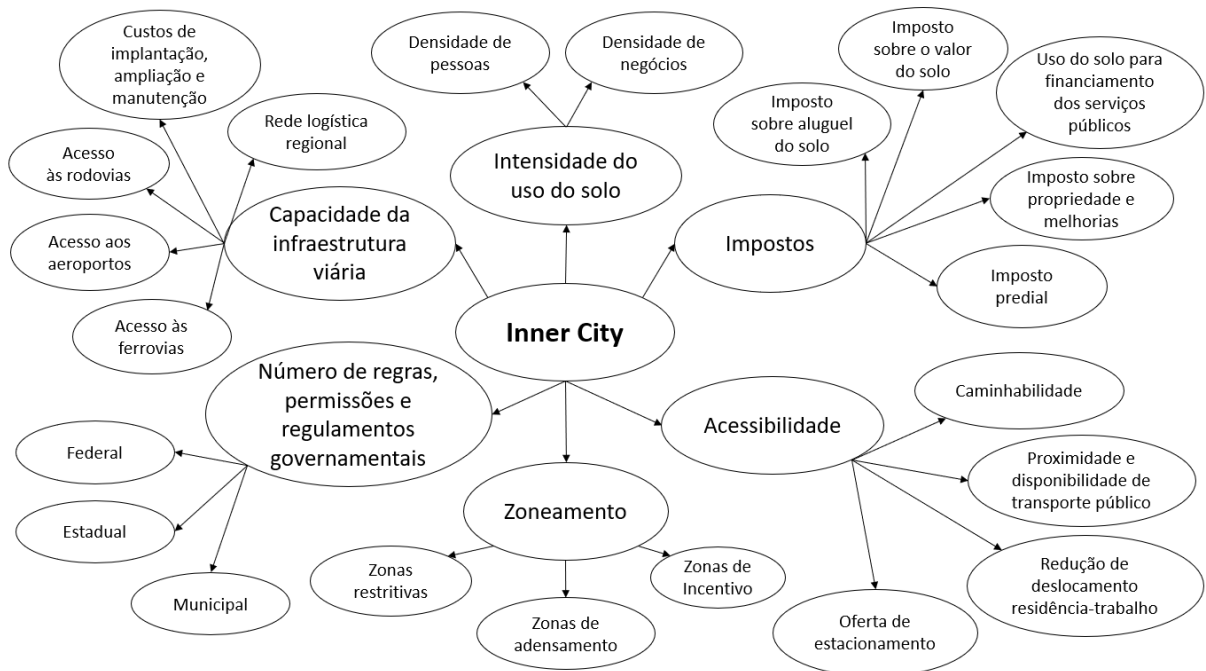 Custos de
implantação,
ampliação e
manutenção
Rede logística
regional
Acesso
às rodovias
Acesso aos
aeroportos
Acesso às
ferrovias
Capacidade da
infraestrutura
viária
Densidade de
pessoas
Densidade de
negócios
Intensidade do
uso do solo
Imposto
sobre o valor
do solo
Imposto
sobre aluguel
do solo
Uso do solo para
financiamento
dos serviços
públicos
Imposto sobre
propriedade e
melhorias
Imposto
predial
Impostos
Inner City
Número de regras,
permissões e
regulamentos
governamentais
Federal
Estadual
Municipal
Zoneamento
Zonas
restritivas
Zonas de
adensamento
Zonas de
Incentivo
Acessibilidade
Caminhabilidade
Proximidade e
disponibilidade de
transporte público
Redução de
deslocamento
residência-trabalho
Oferta de
estacionamento